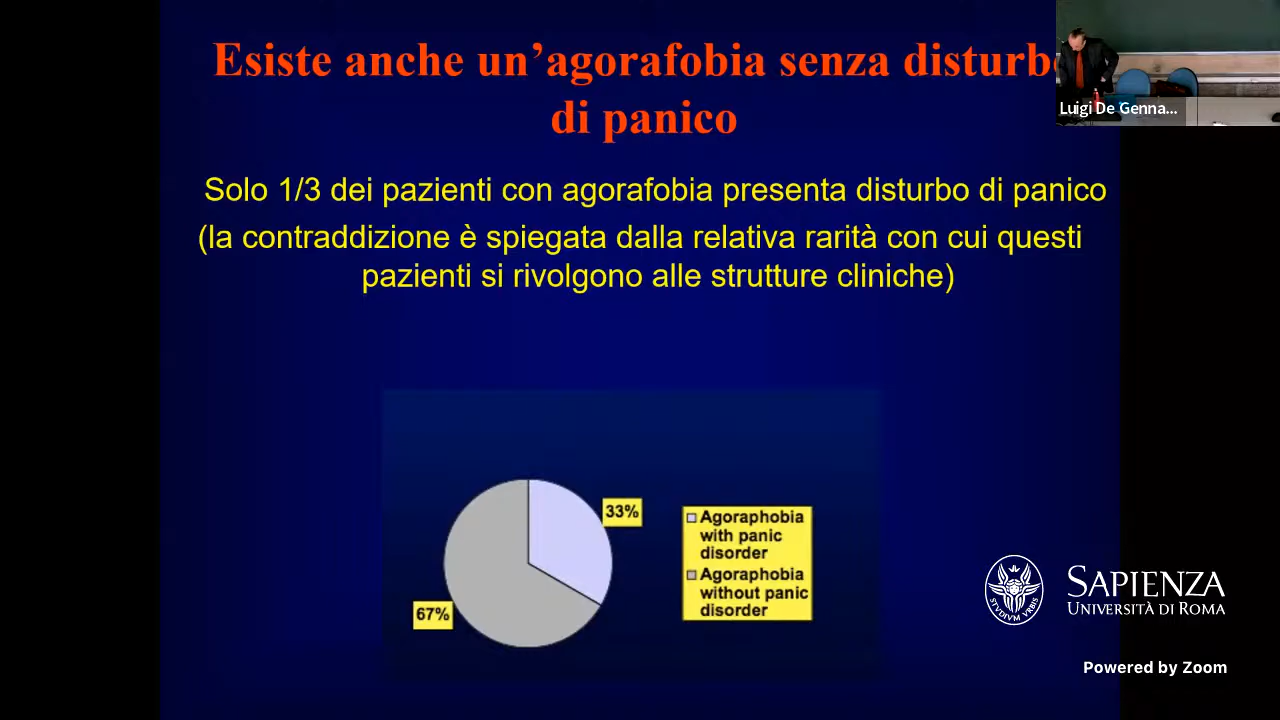 Esiste anche un’agorafobia senza disturbo
di panico
Luigi De Genna...
Solo 1/3 dei pazienti con agorafobia presenta disturbo di panico
(la contraddizione è spiegata dalla relativa rarità con cui questi
pazienti si rivolgono alle strutture cliniche)
33%
67%
Agoraphobia
with panic
disorder
Agoraphobia
without panic
disorder
STVDIVM VRBIS
SAPIENZA
UNIVERSITÀ DI ROMA
Powered by Zoom